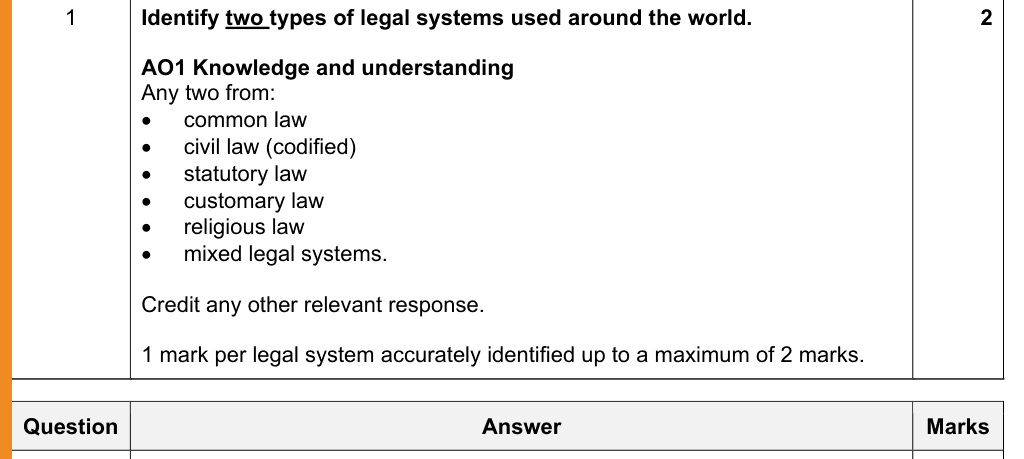 1 Identify two types of legal systems used around the world. 2
AO1 Knowledge and understanding
Any two from:
• common law
• civil law (codified)
• statutory law
• customary law
• religious law
• mixed legal systems.
Credit any other relevant response.
1 mark per legal system accurately identified up to a maximum of 2 marks.
Question Answer Marks